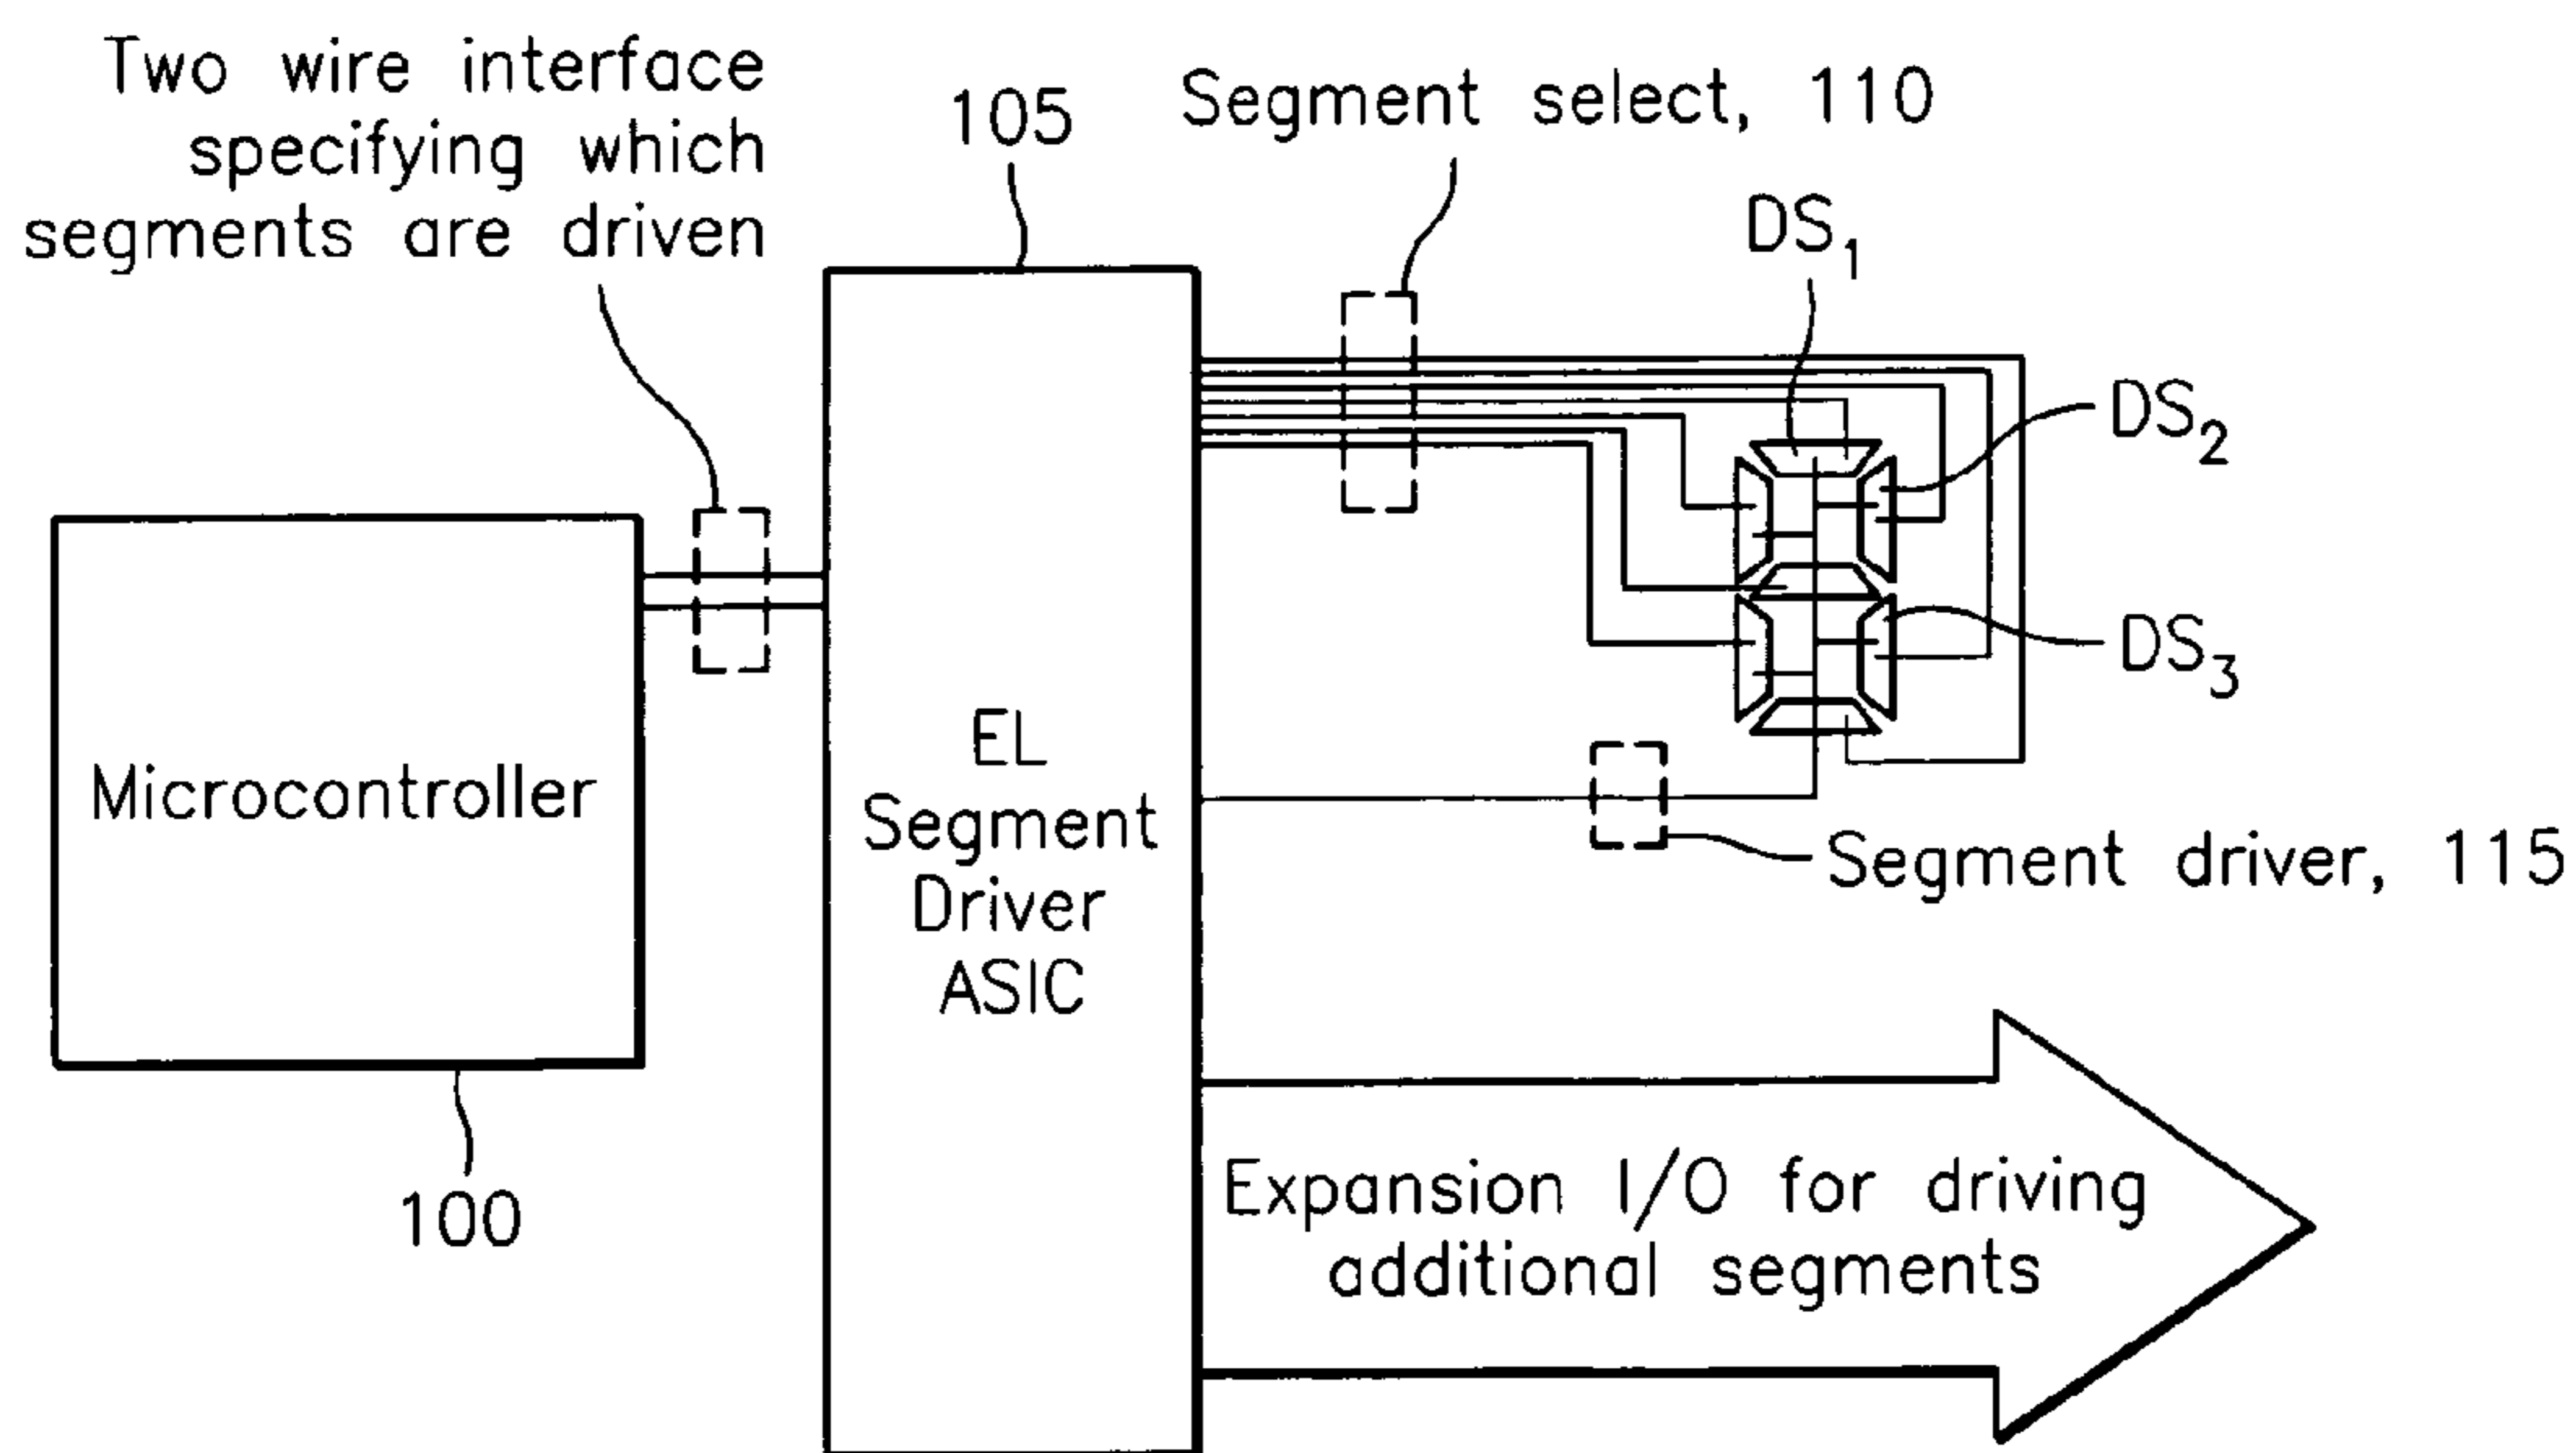 Two wire interface
specifying which
segments are driven
105
Segment select, 110
DS1
DS2
DS3
Microcontroller
EL
Segment
Driver
ASIC
Segment driver, 115
100
Expansion I/O for driving
additional segments